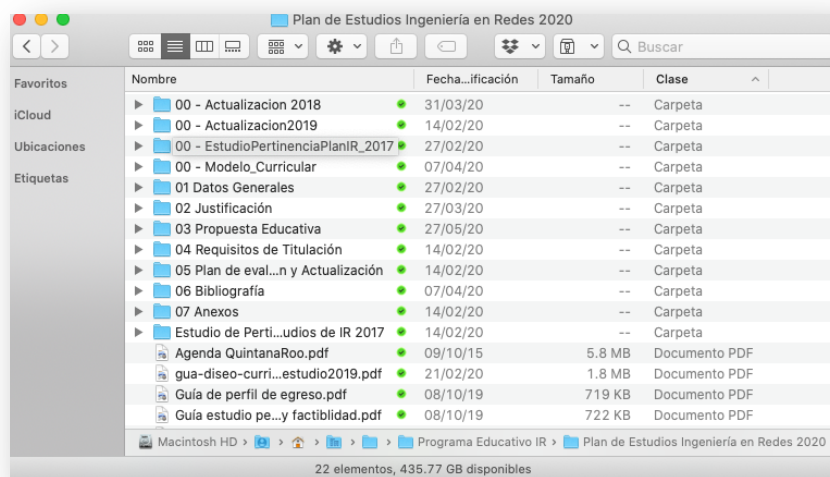 Plan de Estudios Ingeniería en Redes 2020
Buscar
Favoritos
iCloud
Ubicaciones
Etiquetas
Nombre Fecha...ificación Tamaño Clase
00 - Actualizacion 2018 31/03/20 -- Carpeta
00 - Actualizacion2019 14/02/20 -- Carpeta
00 - EstudioPertinenciaPlanIR_2017 27/02/20 -- Carpeta
00 - Modelo_Curricular 07/04/20 -- Carpeta
01 Datos Generales 27/02/20 -- Carpeta
02 Justificación 27/03/20 -- Carpeta
03 Propuesta Educativa 27/05/20 -- Carpeta
04 Requisitos de Titulación 14/02/20 -- Carpeta
05 Plan de eval...n y Actualización 14/02/20 -- Carpeta
06 Bibliografía 07/04/20 -- Carpeta
07 Anexos 14/02/20 -- Carpeta
Estudio de Perti...udios de IR 2017 14/02/20 -- Carpeta
Agenda QuintanaRoo.pdf 09/10/15 5.8 MB Documento PDF
gua-diseo-curri...estudio2019.pdf 21/02/20 1.8 MB Documento PDF
Guía de perfil de egreso.pdf 08/10/19 719 KB Documento PDF
Guía estudio pe...y factiblidad.pdf 08/10/19 722 KB Documento PDF
Macintosh HD › › › › › Programa Educativo IR › Plan de Estudios Ingeniería en Redes 2020
22 elementos, 435.77 GB disponibles